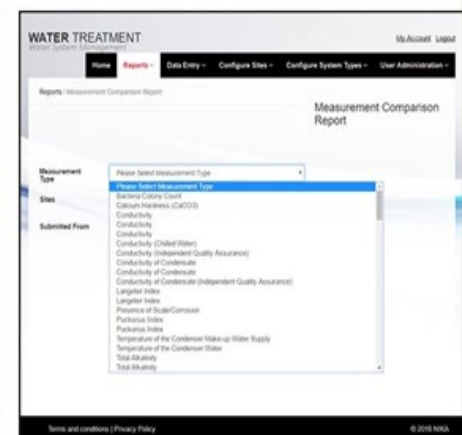 WATER TREATMENT
Water System Management
My Account Logout
Home Reports Data Entry Configure Sites Configure System Types User Administration
Reports / Measurement Comparison Report
Measurement Comparison
Report
Measurement
Type
Please Select Measurement Type
Please Select Measurement Type
Sites
Bacteria Colony Count
Calcium Hardness (CaCO3)
Conductivity
Submitted From
Conductivity
Conductivity
Conductivity (Chilled Water)
Conductivity (Independent Quality Assurance)
Conductivity of Condensate
Conductivity of Condensate
Conductivity of Condensate (Independent Quality Assurance)
Langelier Index
Langelier Index
Presence of Scale/Corrosion
Puckorius Index
Puckorius Index
Temperature of the Condenser Make-up Water Supply
Temperature of the Condenser Water
Total Alkalinity
Total Alkalinity
Terms and conditions | Privacy Policy
© 2016 NIKA